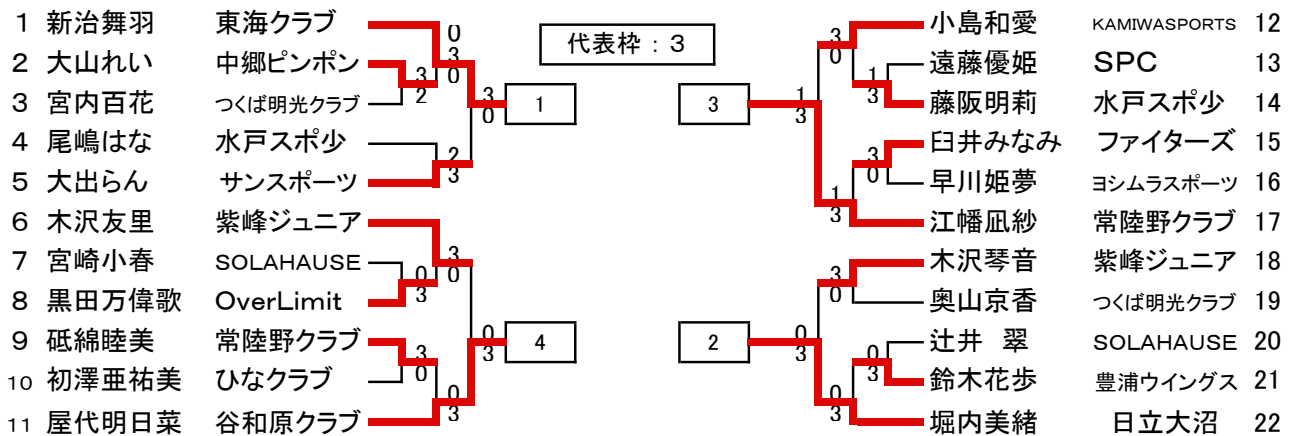 代表枠：３
1 新治舞羽 東海クラブ
2 大山れい 中郷ピンポン
3 宮内百花 つくば明光クラブ
4 尾嶋はな 水戸スポ少
5 大出らん サンスポーツ
6 木沢友里 紫峰ジュニア
7 宮崎小春 SOLAHAUSE
8 黒田万偉歌 OverLimit
9 砥綿睦美 常陸野クラブ
10 初澤亜祐美 ひなクラブ
11 屋代明日菜 谷和原クラブ
0
3
3
0
2
3
0
2
3
1
3
0
0
3
3
0
0
3
0
3
4
3
0
1
3
1
3
3
3
0
1
3
3
0
2
0
3
0
3
0
3
小島和愛 KAMIWASPORTS 12
遠藤優姫 SPC 13
藤阪明莉 水戸スポ少 14
臼井みなみ ファイターズ 15
早川姫夢 ヨシムラスポーツ 16
江幡凪紗 常陸野クラブ 17
木沢琴音 紫峰ジュニア 18
奥山京香 つくば明光クラブ 19
辻井　翠 SOLAHAUSE 20
鈴木花歩 豊浦ウイングス 21
堀内美緒 日立大沼 22